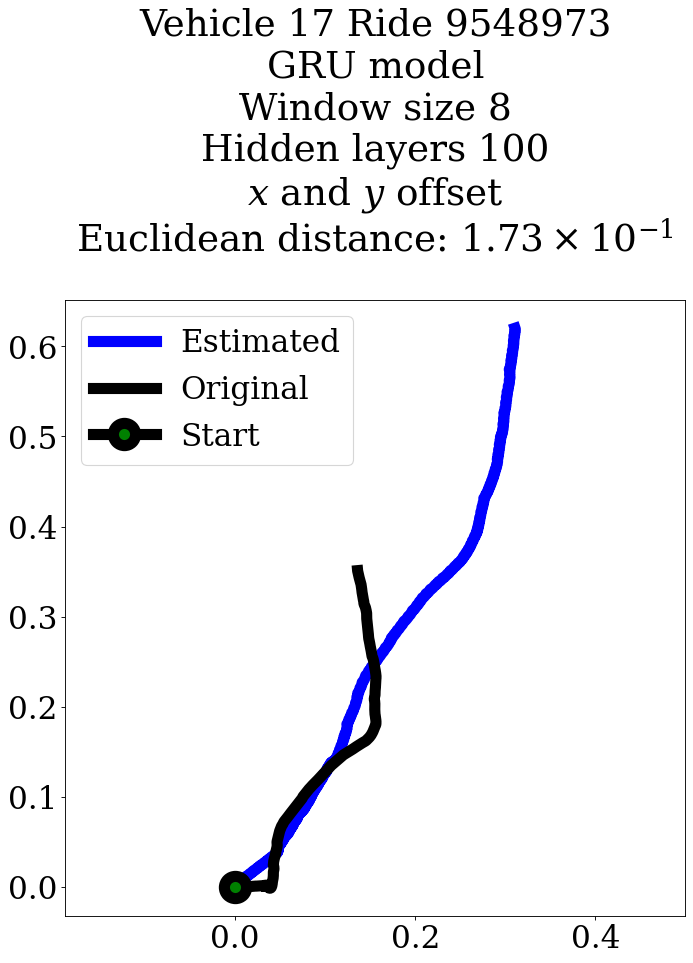 Vehicle 17 Ride 9548973
GRU model
Window size 8
Hidden layers 100
x and y offset
Euclidean distance: 1.73 × 10⁻¹
Estimated
Original
Start
0.6
0.5
0.4
0.3
0.2
0.1
0.0
0.0 0.2 0.4